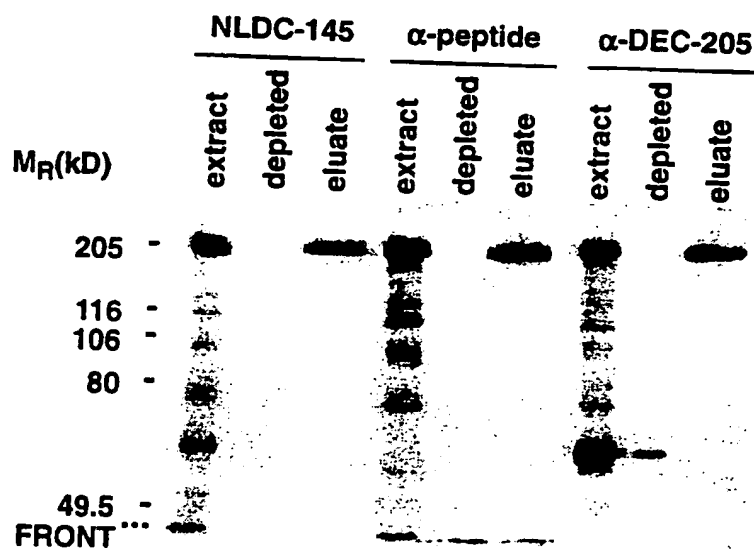 NLDC-145 α-peptide α-DEC-205
M_R(kD) extract depleted eluate extract depleted eluate extract depleted eluate
205 -
116 -
106 -
80 -
49.5 -
FRONT ...